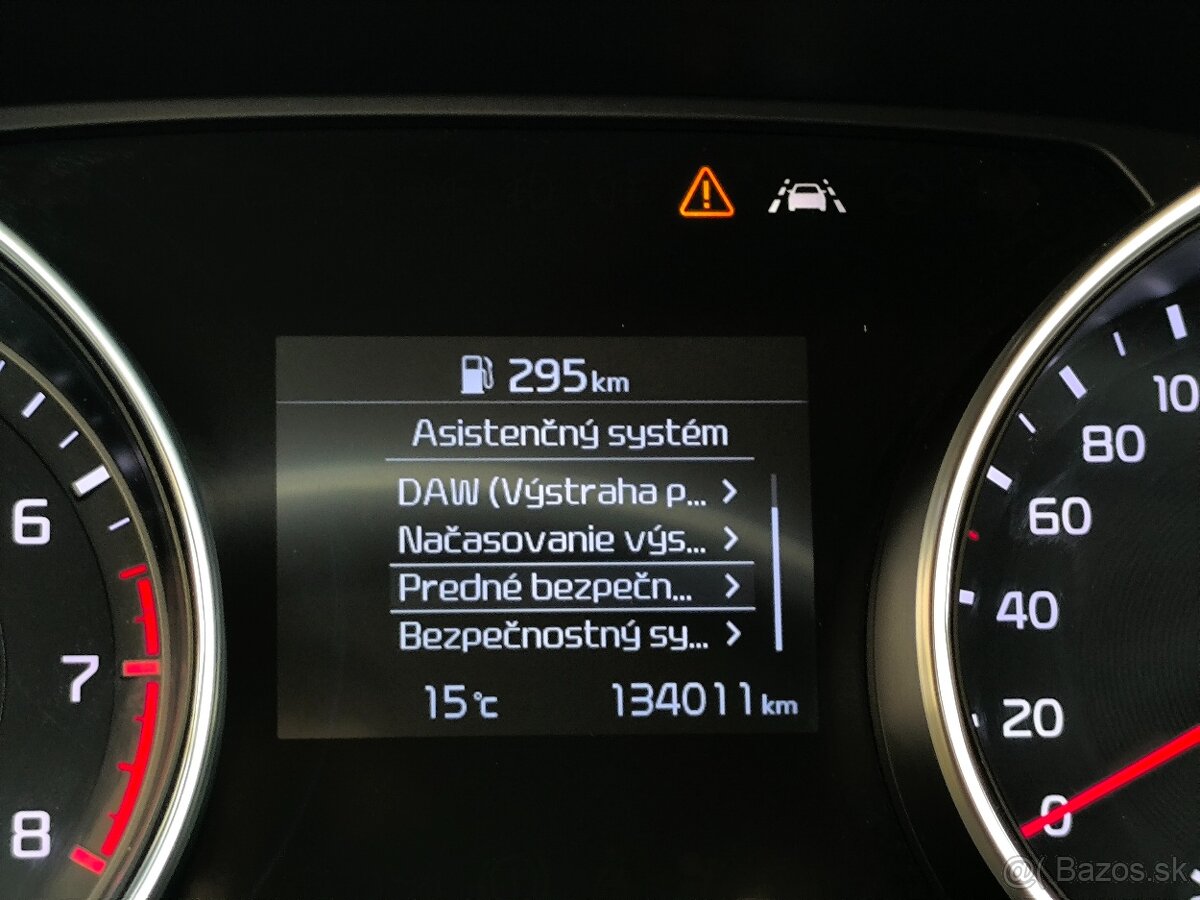 295km
Asistenčný systém
DAW (Výstraha p... >
Načasovanie výs... >
Predné bezpečn... >
Bezpečnostný sy... >
15°C 134011km
6
7
8
10
80
60
40
20
0
@( Bazos.sk